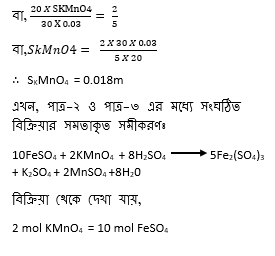 বা, 20 X SKMnO4 / 30 X 0.03 = 2 / 5
বা,SkMnO4 = 2 X 30 X 0.03 / 5 X 20
∴ SKMnO₄ = 0.018m
এখন, পাত্র–২ ও পাত্র–৩ এর মধ্যে সংঘঠিত
বিক্রিয়ার সমতাকৃত সমীকরণঃ
10FeSO₄ + 2KMnO₄ + 8H₂SO₄ ⟶ 5Fe₂(SO₄)₃
+ K₂SO₄ + 2MnSO₄ +8H20
বিক্রিয়া থেকে দেখা যায়,
2 mol KMnO₄ = 10 mol FeSO₄